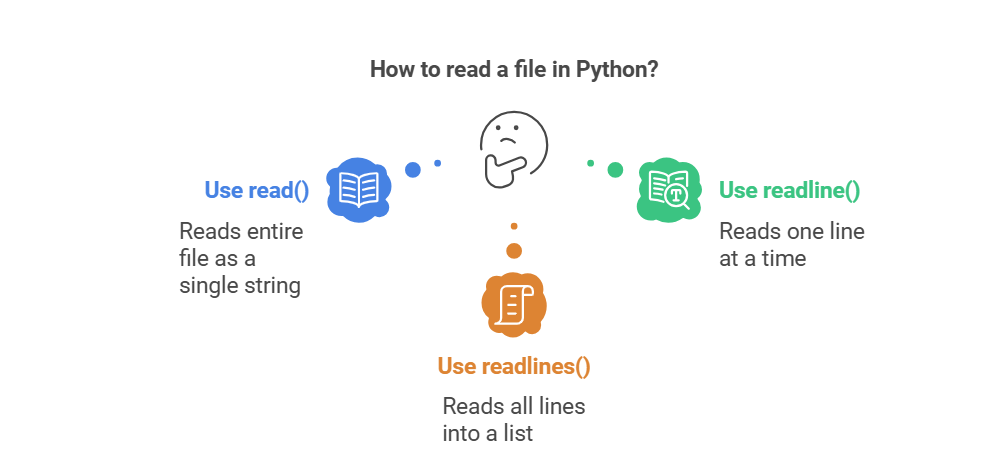 How to read a file in Python?
Use read()
Reads entire
file as a
single string
Use readline()
Reads one line
at a time
Use readlines()
Reads all lines
into a list